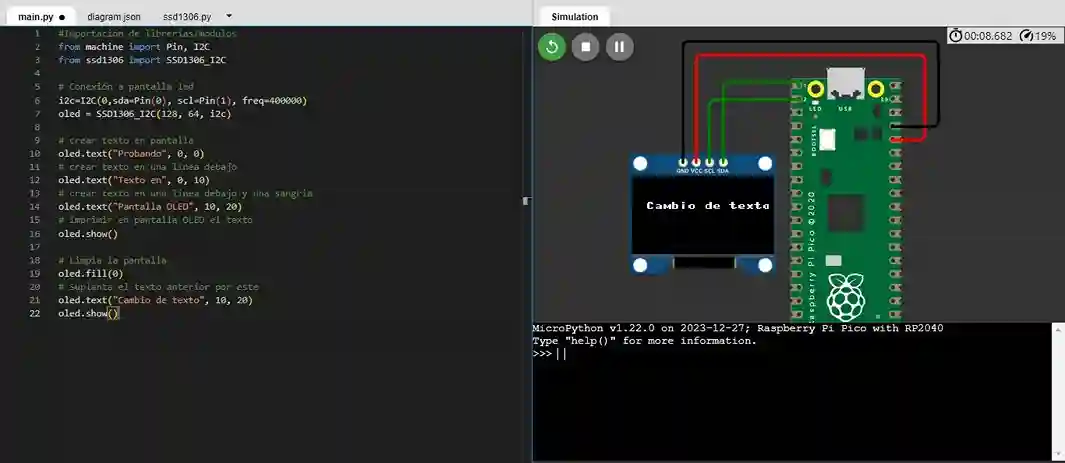 main.py ●
diagram.json
ssd1306.py
1 #Importacion de librerias/modulos
2 from machine import Pin, I2C
3 from ssd1306 import SSD1306_I2C
4
5 # Conexión a pantalla led
6 i2c=I2C(0,sda=Pin(0), scl=Pin(1), freq=400000)
7 oled = SSD1306_I2C(128, 64, i2c)
8
9 # crear texto en pantalla
10 oled.text("Probando", 0, 0)
11 # crear texto en una linea debajo
12 oled.text("Texto en", 0, 10)
13 # crear texto en una linea debajo y una sangria
14 oled.text("Pantalla OLED", 10, 20)
15 # imprimir en pantalla OLED el texto
16 oled.show()
17
18 # Limpia la pantalla
19 oled.fill(0)
20 # Suplanta el texto anterior por este
21 oled.text("Cambio de texto", 10, 20)
22 oled.show()
Simulation
00:08.682 19%
LED USB
BOOTSEL
GND VCC SCL SDA
Cambio de texto
Raspberry Pi Pico ©2020
MicroPython v1.22.0 on 2023-12-27; Raspberry Pi Pico with RP2040
Type "help()" for more information.
>>>